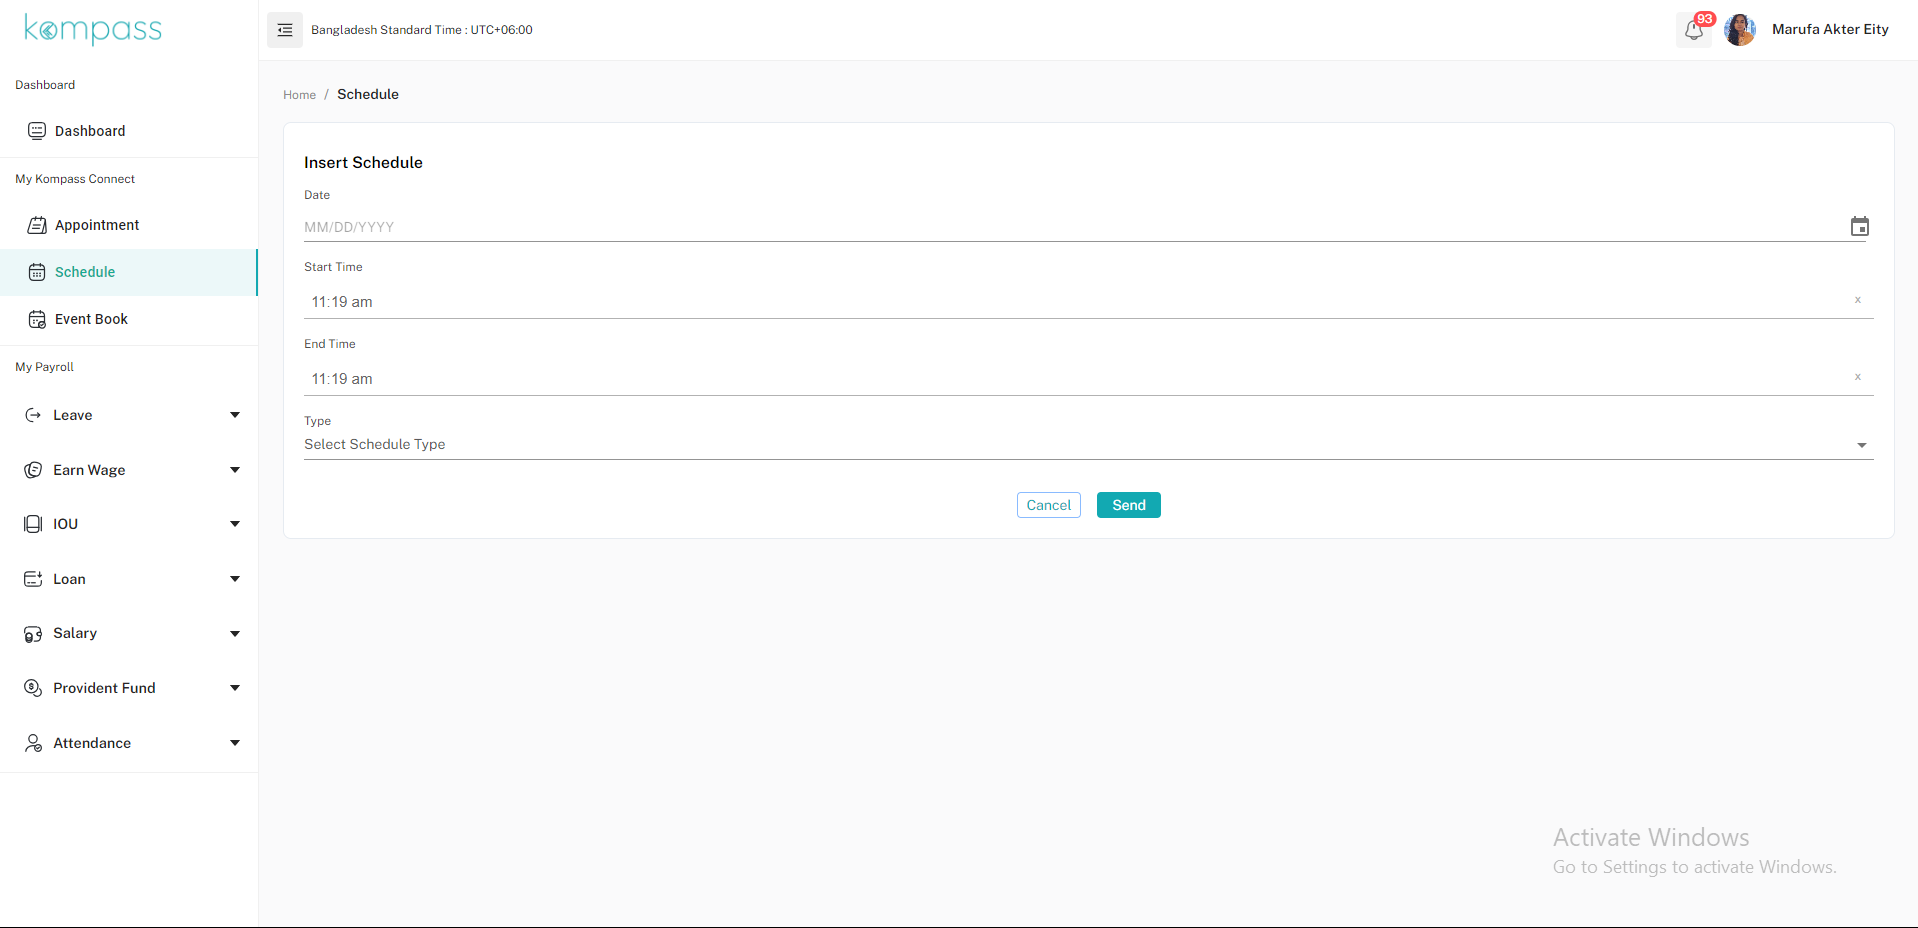 kompass
Bangladesh Standard Time : UTC+06:00
93
Marufa Akter Eity
Dashboard
Dashboard
My Kompass Connect
Appointment
Schedule
Event Book
My Payroll
Leave
Earn Wage
IOU
Loan
Salary
Provident Fund
Attendance
Home / Schedule
Insert Schedule
Date
MM/DD/YYYY
Start Time
11:19 am
x
End Time
11:19 am
x
Type
Select Schedule Type
Cancel Send
Activate Windows
Go to Settings to activate Windows.